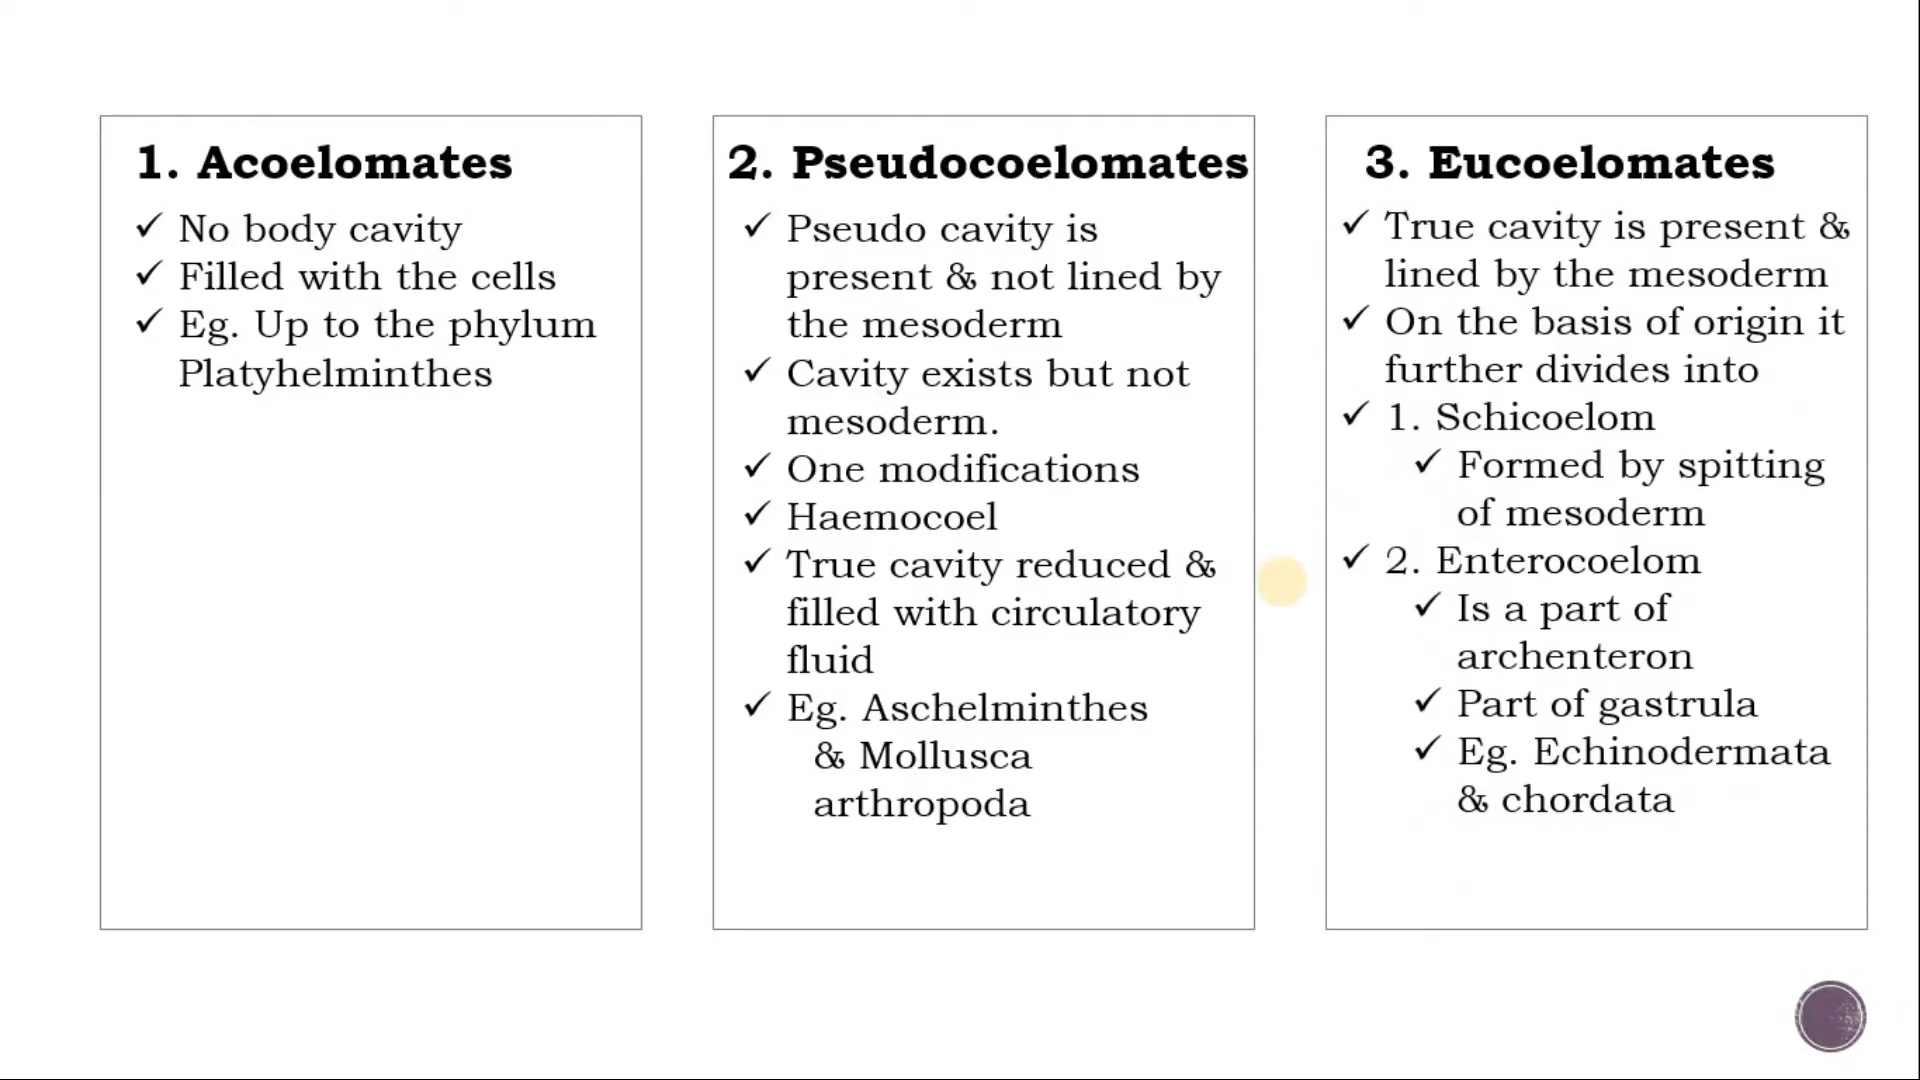 1. Acoelomates
✓ No body cavity
✓ Filled with the cells
✓ Eg. Up to the phylum
Platyhelminthes
2. Pseudocoelomates
✓ Pseudo cavity is
present & not lined by
the mesoderm
✓ Cavity exists but not
mesoderm.
✓ One modifications
✓ Haemocoel
✓ True cavity reduced &
filled with circulatory
fluid
✓ Eg. Aschelminthes
& Mollusca
arthropoda
3. Eucoelomates
✓ True cavity is present &
lined by the mesoderm
✓ On the basis of origin it
further divides into
✓ 1. Schicoelom
✓ Formed by spitting
of mesoderm
✓ 2. Enterocoelom
✓ Is a part of
archenteron
✓ Part of gastrula
✓ Eg. Echinodermata
& chordata